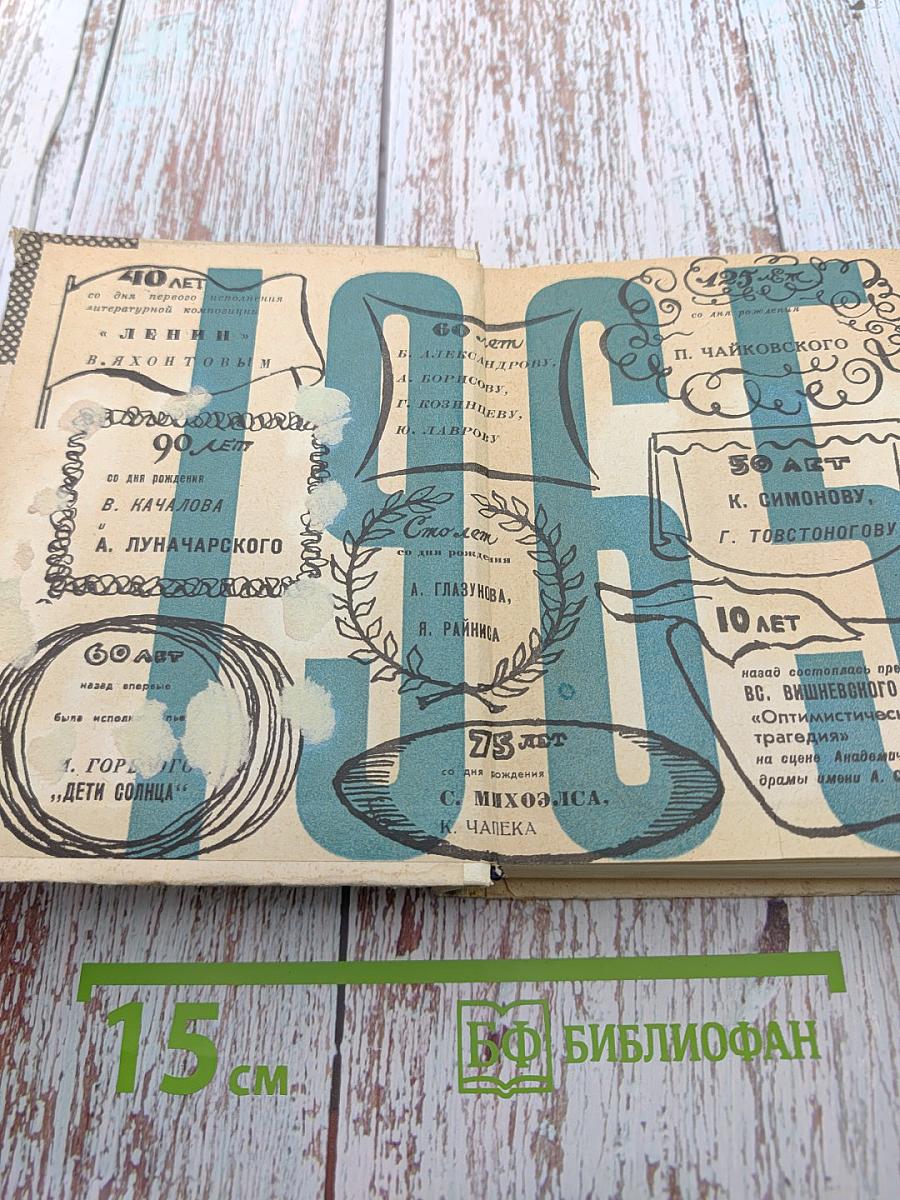 1965
40 ЛЕТ
со дня первого исполнения
литературной композиции
« ЛЕНИН »
В. ЯХОНТОВЫМ
90 ЛЕТ
со дня рождения
В. КАЧАЛОВА
и
А. ЛУНАЧАРСКОГО
60 ЛЕТ
назад впервые
была
„ДЕТИ СОЛНЦА“
60 лет
Б. АЛЕКСАНДРОВУ,
А. БОРИСОВУ,
Г. КОЗИНЦЕВУ,
Ю. ЛАВРОВУ
Сто лет
со дня рождения
А. ГЛАЗУНОВА,
Я. РАЙНИСА
75 ЛЕТ
со дня рождения
С. МИХОЭЛСА,
К. ЧАПЕКА
125 ЛЕТ
со дня рождения
П. ЧАЙКОВСКОГО
50 ЛЕТ
К. СИМОНОВУ,
Г. ТОВСТОНОГОВУ
10 ЛЕТ
назад состоялась
ВС. ВИШНЕВСКОГО
трагедия»
на сцене
драмы имени А. С.
15 см
БФ БИБЛИОФАН